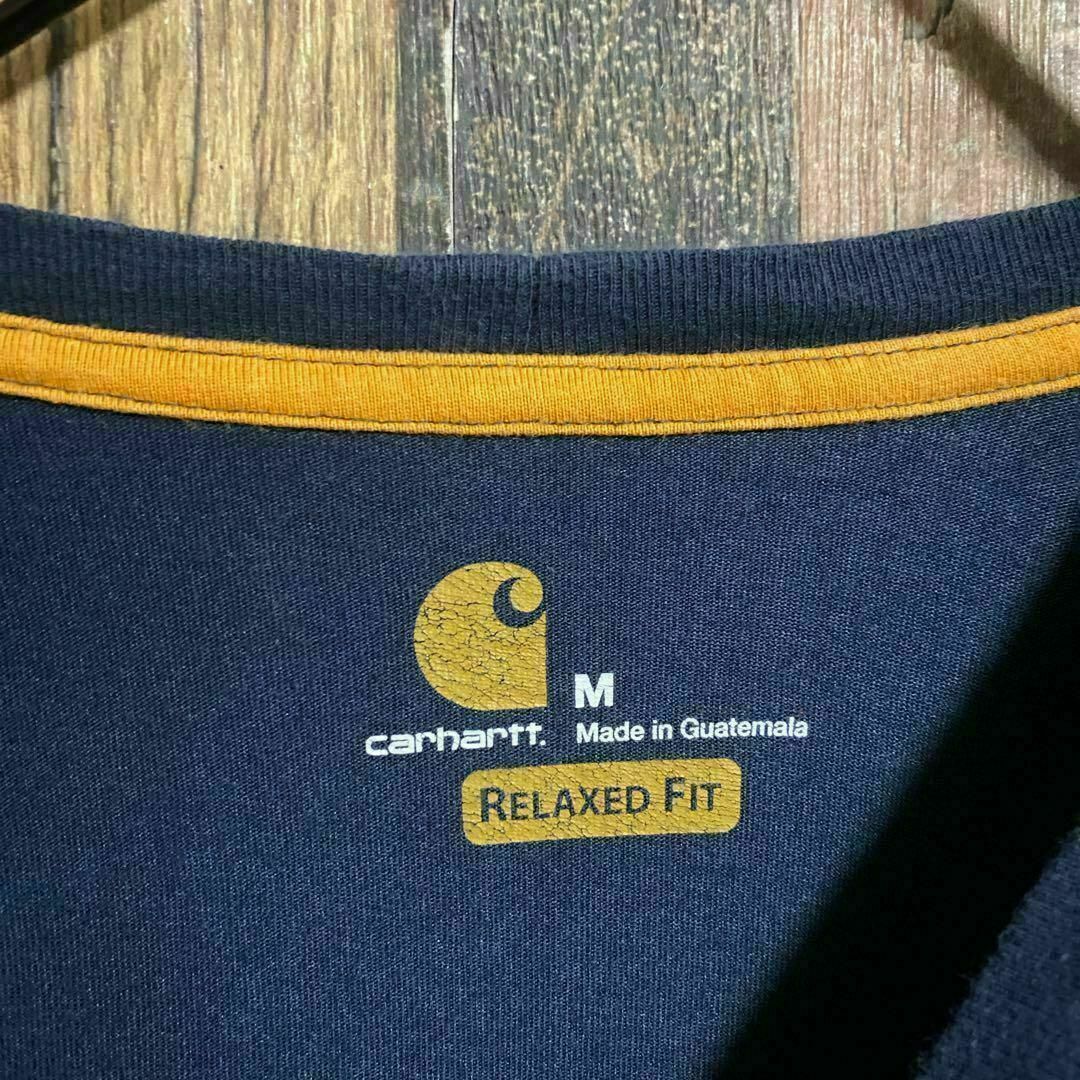 M
carhartt. Made in Guatemala
RELAXED FIT